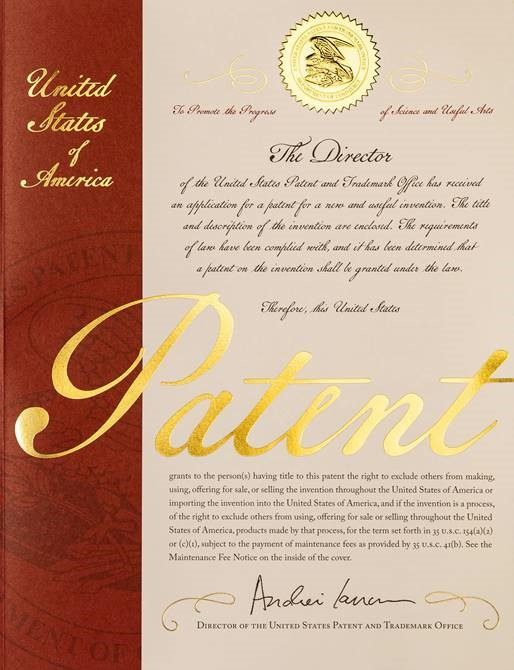 United
States
of
America
To Promote the Progress
of Science and Useful Arts
The Director
of the United States Patent and Trademark Office has received
an application for a patent for a new and useful invention. The title
and description of the invention are enclosed. The requirements
of law have been complied with, and it has been determined that
a patent on the invention shall be granted under the law.
Therefore, this United States
Patent
grants to the person(s) having title to this patent the right to exclude others from making,
using, offering for sale, or selling the invention throughout the United States of America or
importing the invention into the United States of America, and if the invention is a process,
of the right to exclude others from using, offering for sale or selling throughout the United
States of America, products made by that process, for the term set forth in 35 U.S.C. 154(a)(2)
or (c)(1), subject to the payment of maintenance fees as provided by 35 U.S.C. 41(b). See the
Maintenance Fee Notice on the inside of the cover.
Andrei Iancu
DIRECTOR OF THE UNITED STATES PATENT AND TRADEMARK OFFICE